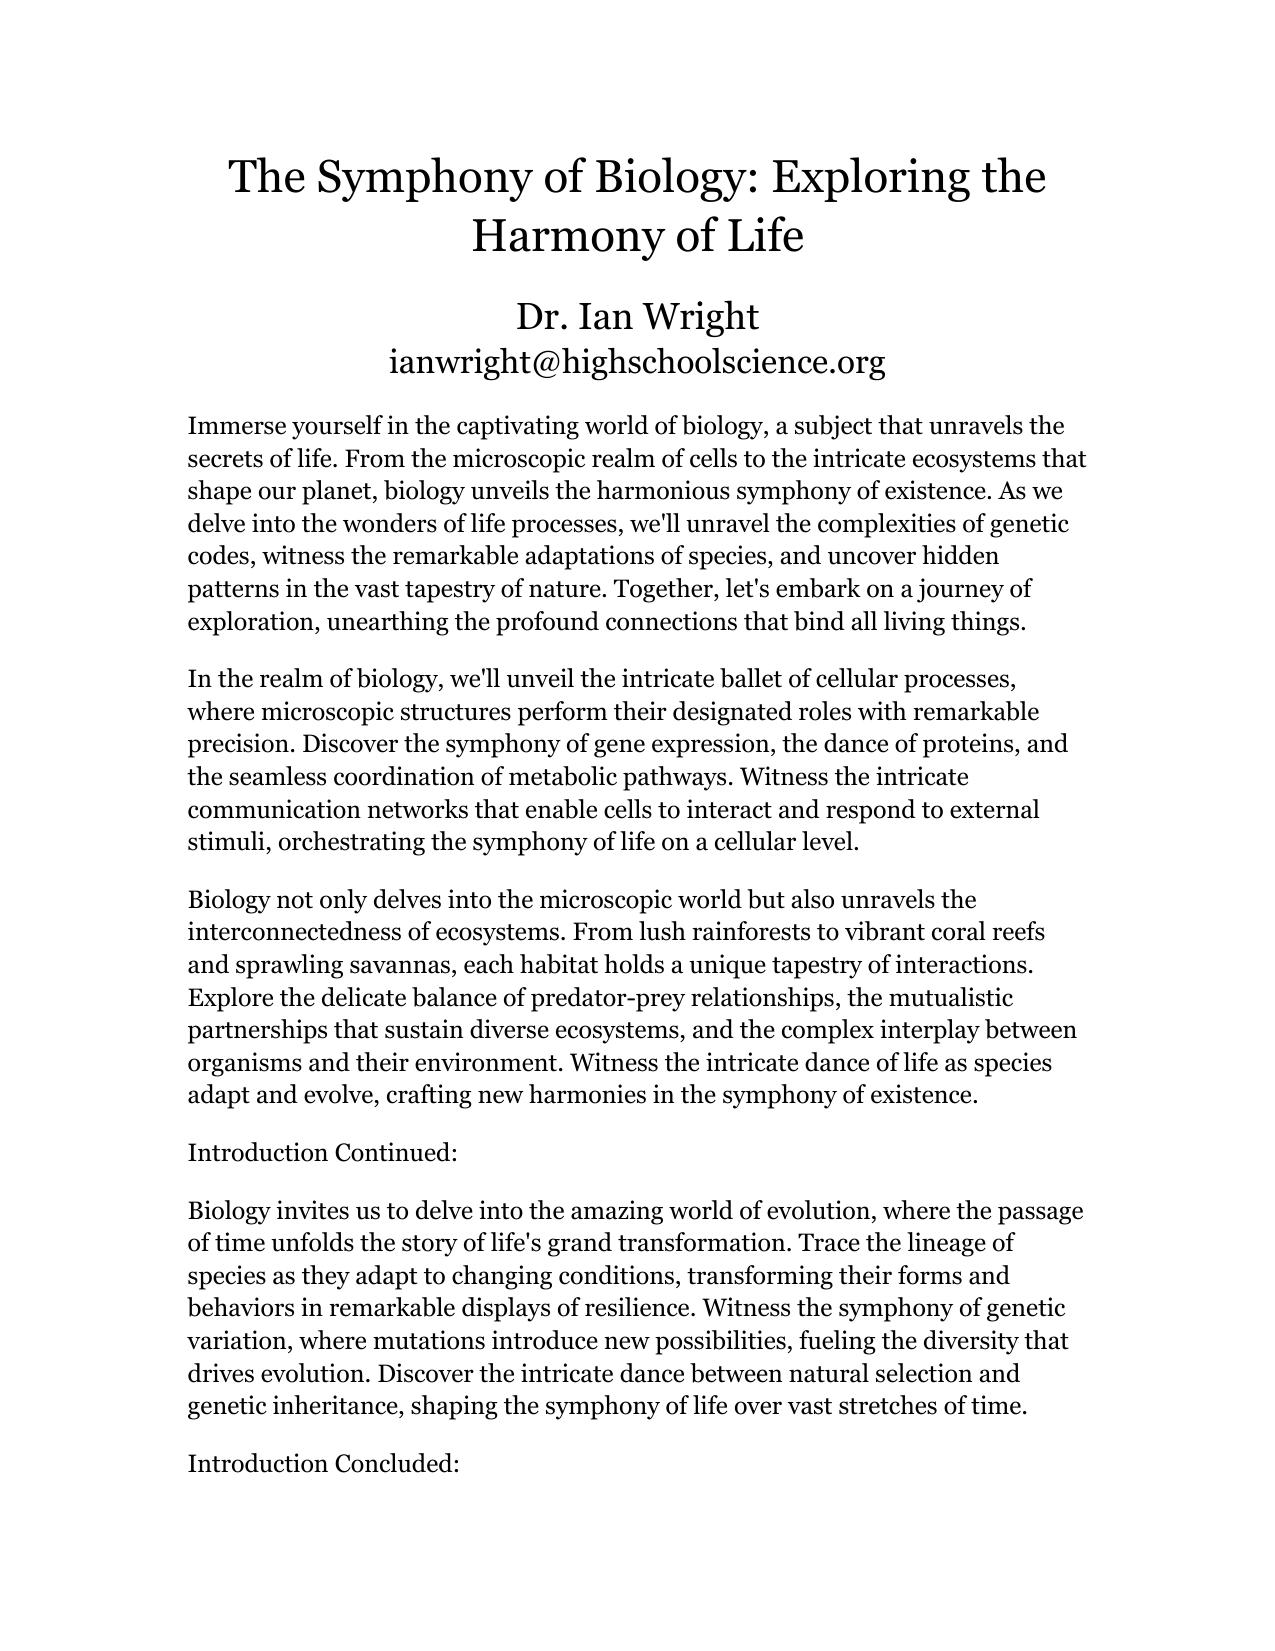 The Symphony of Biology: Exploring the
Harmony of Life
Dr. Ian Wright
ianwright@highschoolscience.org
Immerse yourself in the captivating world of biology, a subject that unravels the
secrets of life. From the microscopic realm of cells to the intricate ecosystems that
shape our planet, biology unveils the harmonious symphony of existence. As we
delve into the wonders of life processes, we'll unravel the complexities of genetic
codes, witness the remarkable adaptations of species, and uncover hidden
patterns in the vast tapestry of nature. Together, let's embark on a journey of
exploration, unearthing the profound connections that bind all living things.
In the realm of biology, we'll unveil the intricate ballet of cellular processes,
where microscopic structures perform their designated roles with remarkable
precision. Discover the symphony of gene expression, the dance of proteins, and
the seamless coordination of metabolic pathways. Witness the intricate
communication networks that enable cells to interact and respond to external
stimuli, orchestrating the symphony of life on a cellular level.
Biology not only delves into the microscopic world but also unravels the
interconnectedness of ecosystems. From lush rainforests to vibrant coral reefs
and sprawling savannas, each habitat holds a unique tapestry of interactions.
Explore the delicate balance of predator-prey relationships, the mutualistic
partnerships that sustain diverse ecosystems, and the complex interplay between
organisms and their environment. Witness the intricate dance of life as species
adapt and evolve, crafting new harmonies in the symphony of existence.
Introduction Continued:
Biology invites us to delve into the amazing world of evolution, where the passage
of time unfolds the story of life's grand transformation. Trace the lineage of
species as they adapt to changing conditions, transforming their forms and
behaviors in remarkable displays of resilience. Witness the symphony of genetic
variation, where mutations introduce new possibilities, fueling the diversity that
drives evolution. Discover the intricate dance between natural selection and
genetic inheritance, shaping the symphony of life over vast stretches of time.
Introduction Concluded: